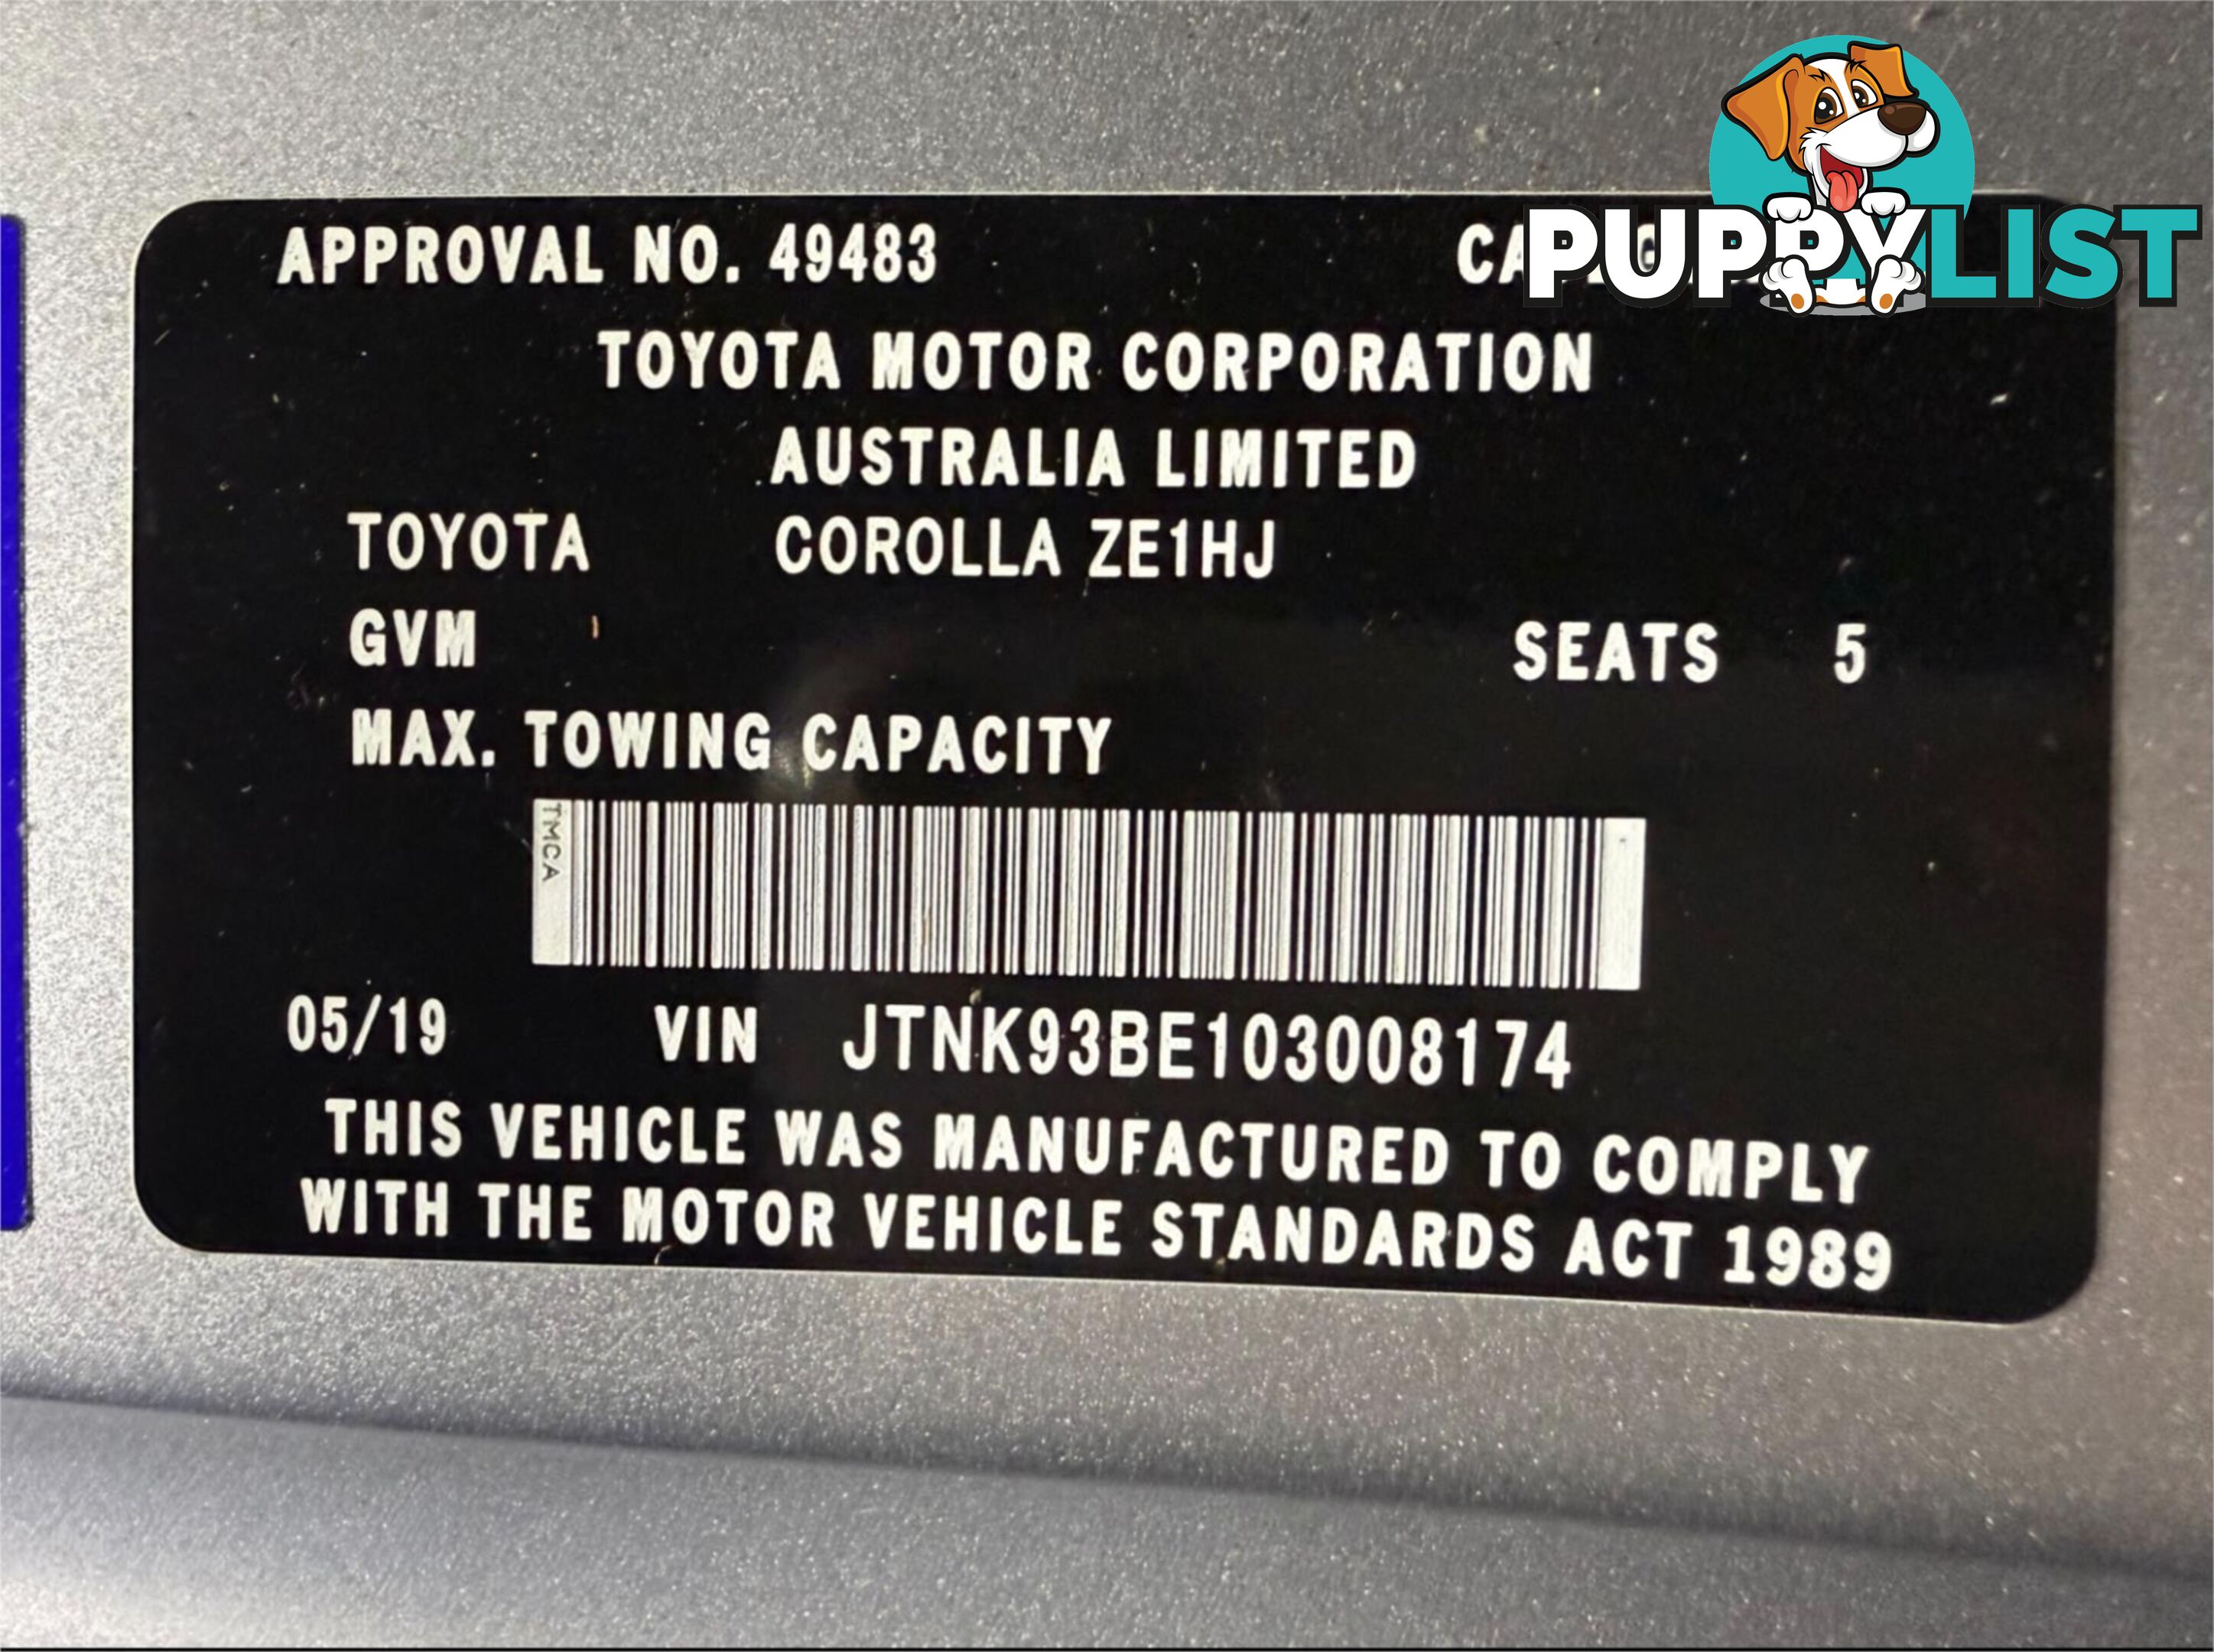 APPROVAL NO. 49483
PUPPYLIST
TOYOTA MOTOR CORPORATION
AUSTRALIA LIMITED
TOYOTA COROLLA ZE1HJ
GVM SEATS 5
MAX. TOWING CAPACITY
TMCA
05/19 VIN JTNK93BE103008174
THIS VEHICLE WAS MANUFACTURED TO COMPLY
WITH THE MOTOR VEHICLE STANDARDS ACT 1989